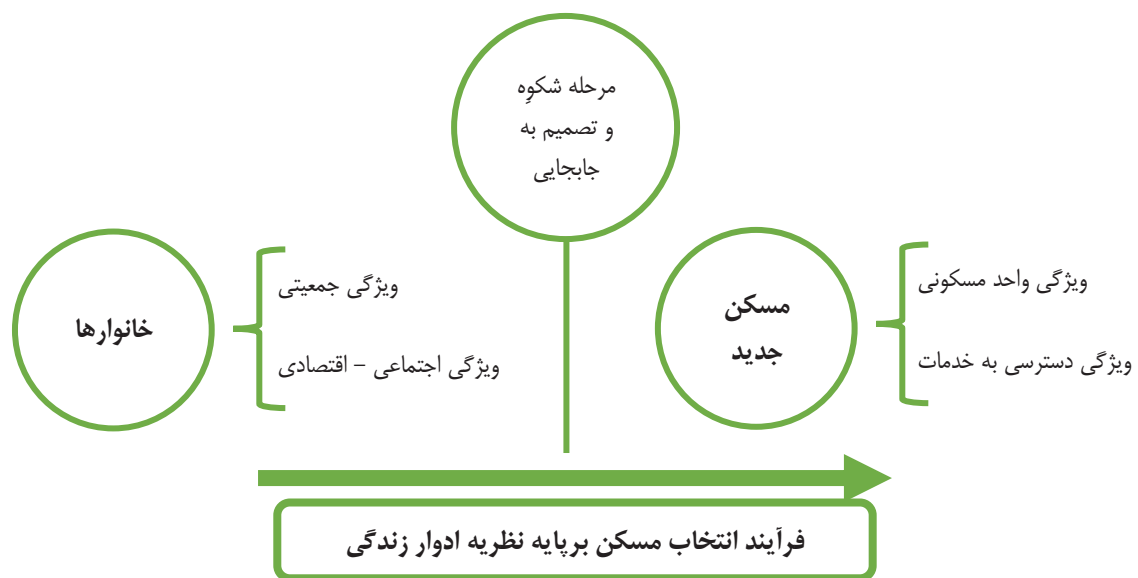 مرحله شکوِه
و تصمیم به
جابجایی
خانوارها
ویژگی جمعیتی
ویژگی اجتماعی – اقتصادی
مسکن
جدید
ویژگی واحد مسکونی
ویژگی دسترسی به خدمات
فرآیند انتخاب مسکن برپایه نظریه ادوار زندگی